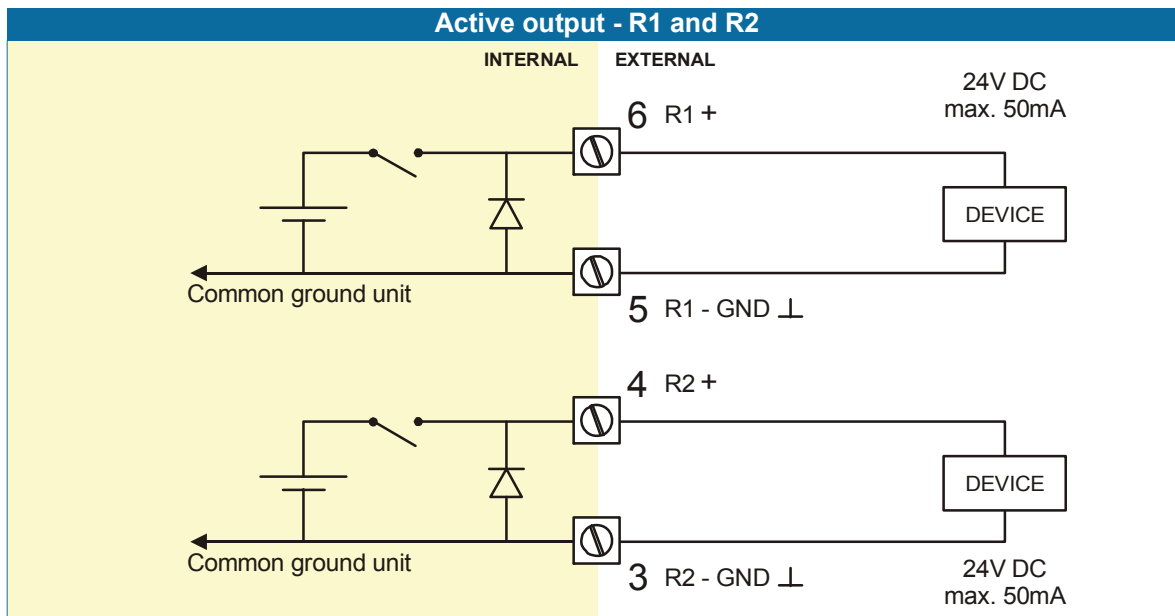 Active output - R1 and R2
INTERNAL EXTERNAL
24V DC
max. 50mA
6 R1 +
DEVICE
Common ground unit
5 R1 - GND ⊥
4 R2 +
DEVICE
Common ground unit
3 R2 - GND ⊥
24V DC
max. 50mA